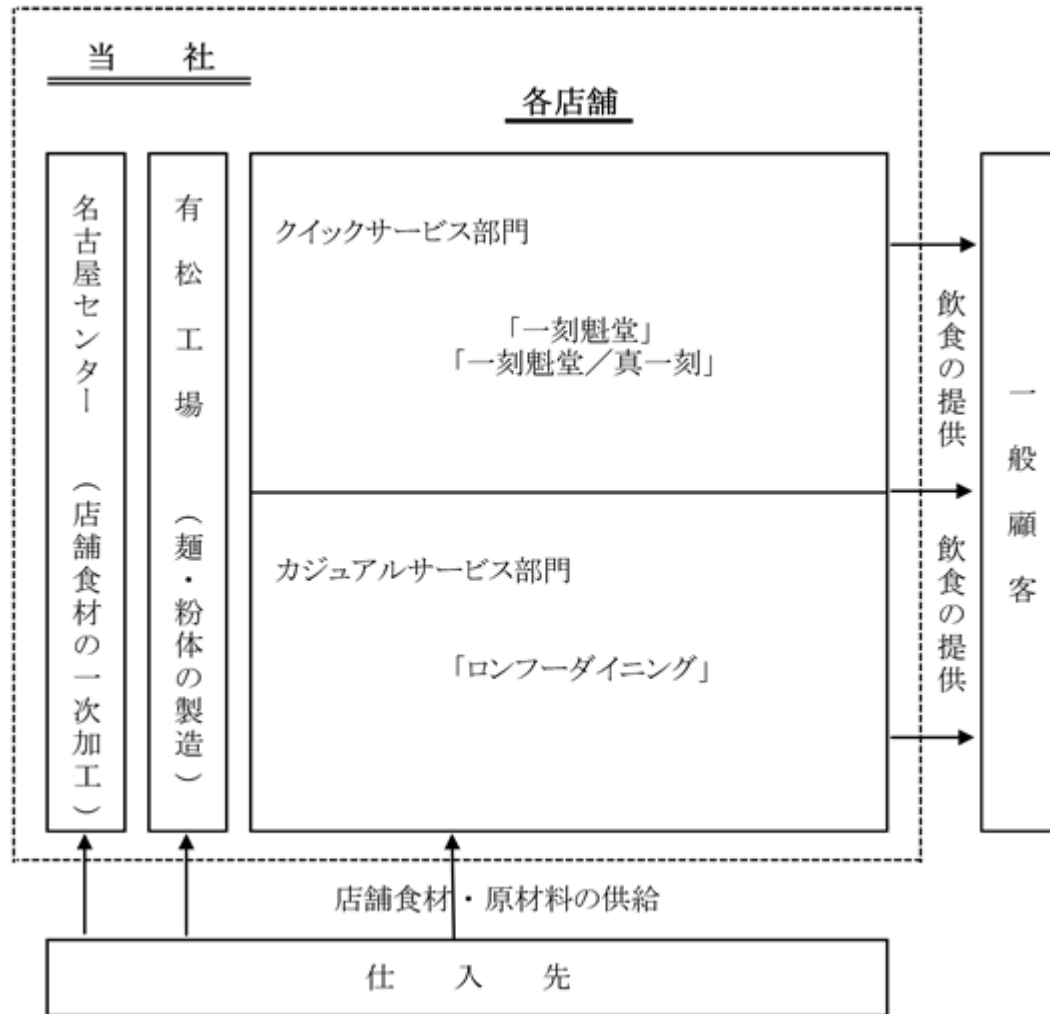 当　社
各店舗
名古屋センター　（店舗食材の一次加工）
有松工場　（麺・粉体の製造）
クイックサービス部門
「一刻魁堂」
「一刻魁堂／真一刻」
カジュアルサービス部門
「ロンフーダイニング」
飲食の提供
飲食の提供
一般顧客
店舗食材・原材料の供給
仕　入　先